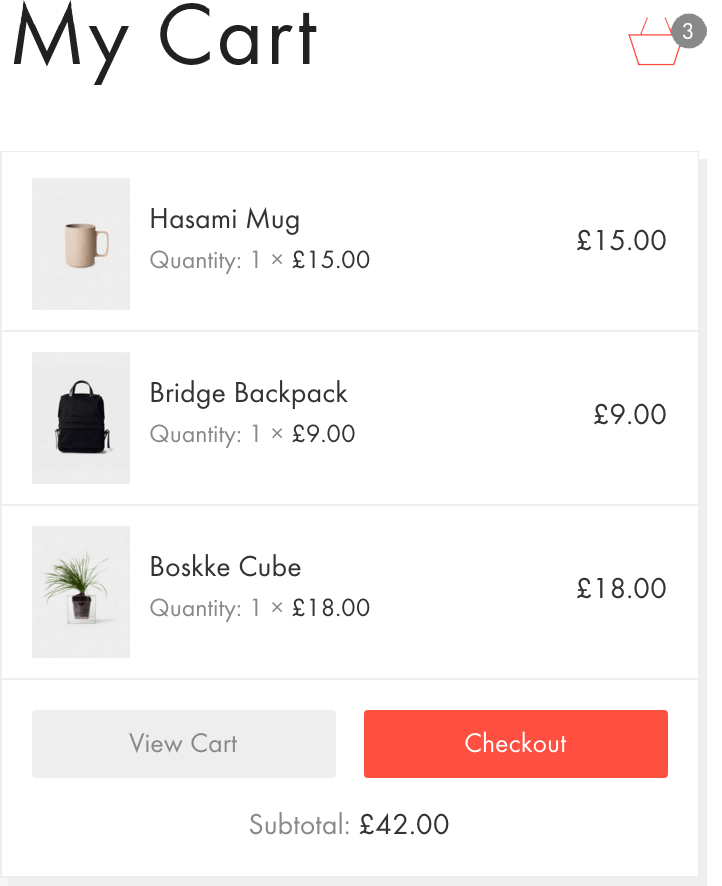 My Cart
3
Hasami Mug
Quantity: 1 × £15.00
£15.00
Bridge Backpack
Quantity: 1 × £9.00
£9.00
Boskke Cube
Quantity: 1 × £18.00
£18.00
View Cart
Checkout
Subtotal: £42.00